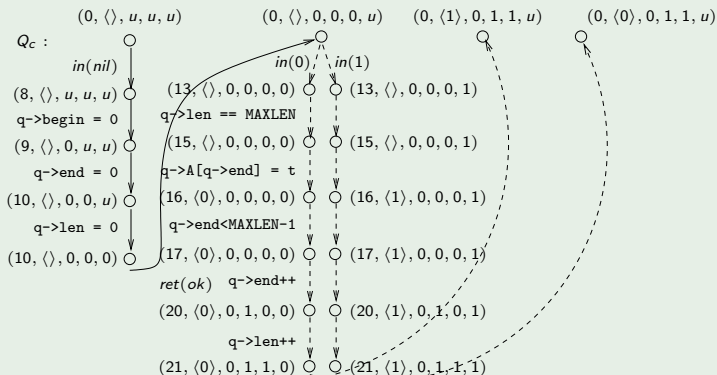 (0, ⟨⟩, u, u, u) (0, ⟨⟩, 0, 0, 0, u) (0, ⟨1⟩, 0, 1, 1, u) (0, ⟨0⟩, 0, 1, 1, u)
Q_c :
in(nil) in(0) in(1)
(8, ⟨⟩, u, u, u) (13, ⟨⟩, 0, 0, 0, 0) (13, ⟨⟩, 0, 0, 0, 1)
q->begin = 0 q->len == MAXLEN
(9, ⟨⟩, 0, u, u) (15, ⟨⟩, 0, 0, 0, 0) (15, ⟨⟩, 0, 0, 0, 1)
q->end = 0 q->A[q->end] = t
(10, ⟨⟩, 0, 0, u) (16, ⟨0⟩, 0, 0, 0, 0) (16, ⟨1⟩, 0, 0, 0, 1)
q->len = 0 q->end<MAXLEN-1
(10, ⟨⟩, 0, 0, 0) (17, ⟨0⟩, 0, 0, 0, 0) (17, ⟨1⟩, 0, 0, 0, 1)
ret(ok) q->end++
(20, ⟨0⟩, 0, 1, 0, 0) (20, ⟨1⟩, 0, 1, 0, 1)
q->len++
(21, ⟨0⟩, 0, 1, 1, 0) (21, ⟨1⟩, 0, 1, 1, 1)